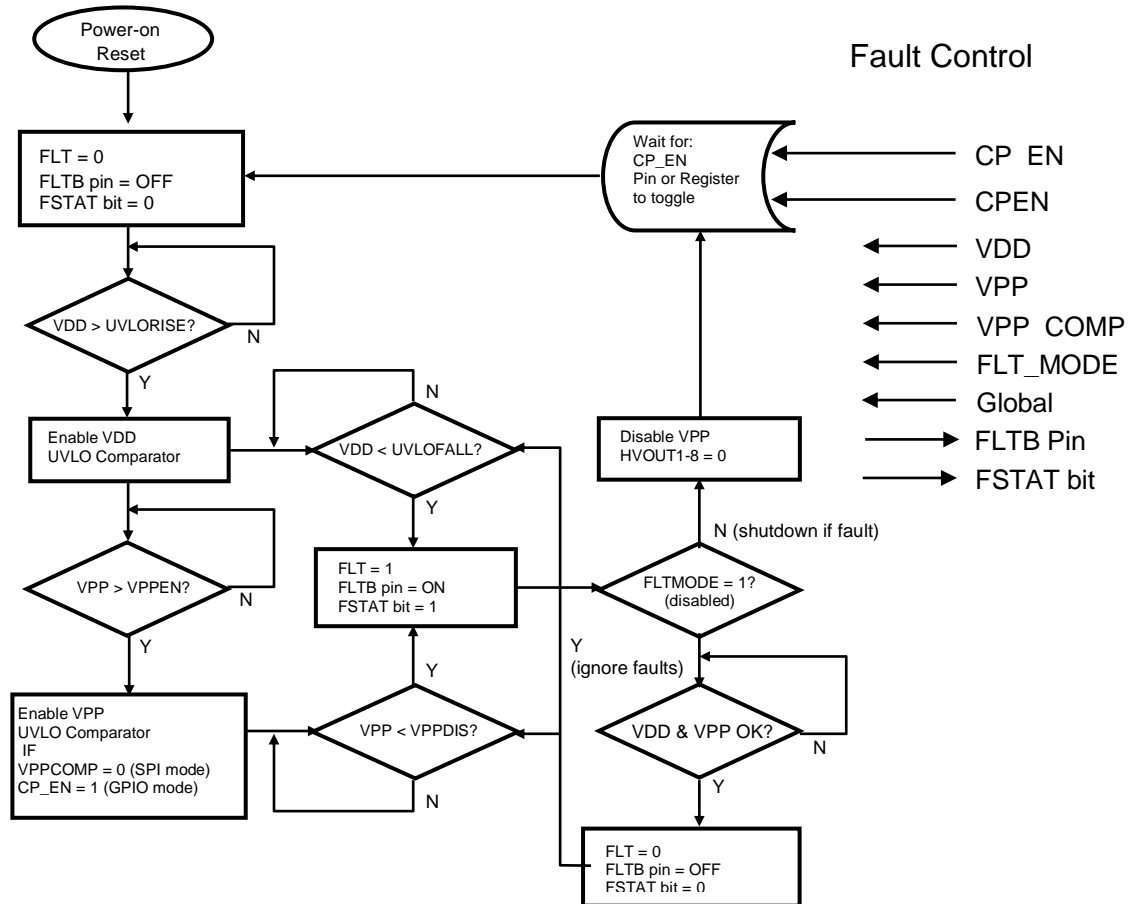 Power-on
Reset
Fault Control
FLT = 0
FLTB pin = OFF
FSTAT bit = 0
Wait for:
CP_EN
Pin or Register
to toggle
CP EN
CPEN
VDD
VPP
VPP COMP
FLT_MODE
Global
FLTB Pin
FSTAT bit
VDD > UVLORISE?
N
Y
Enable VDD
UVLO Comparator
N
VDD < UVLOFALL?
Y
Disable VPP
HVOUT1-8 = 0
N (shutdown if fault)
VPP > VPPEN?
N
Y
FLT = 1
FLTB pin = ON
FSTAT bit = 1
FLTMODE = 1?
(disabled)
Y
(ignore faults)
Enable VPP
UVLO Comparator
IF
VPPCOMP = 0 (SPI mode)
CP_EN = 1 (GPIO mode)
Y
VPP < VPPDIS?
N
VDD & VPP OK?
N
Y
FLT = 0
FLTB pin = OFF
FSTAT bit = 0